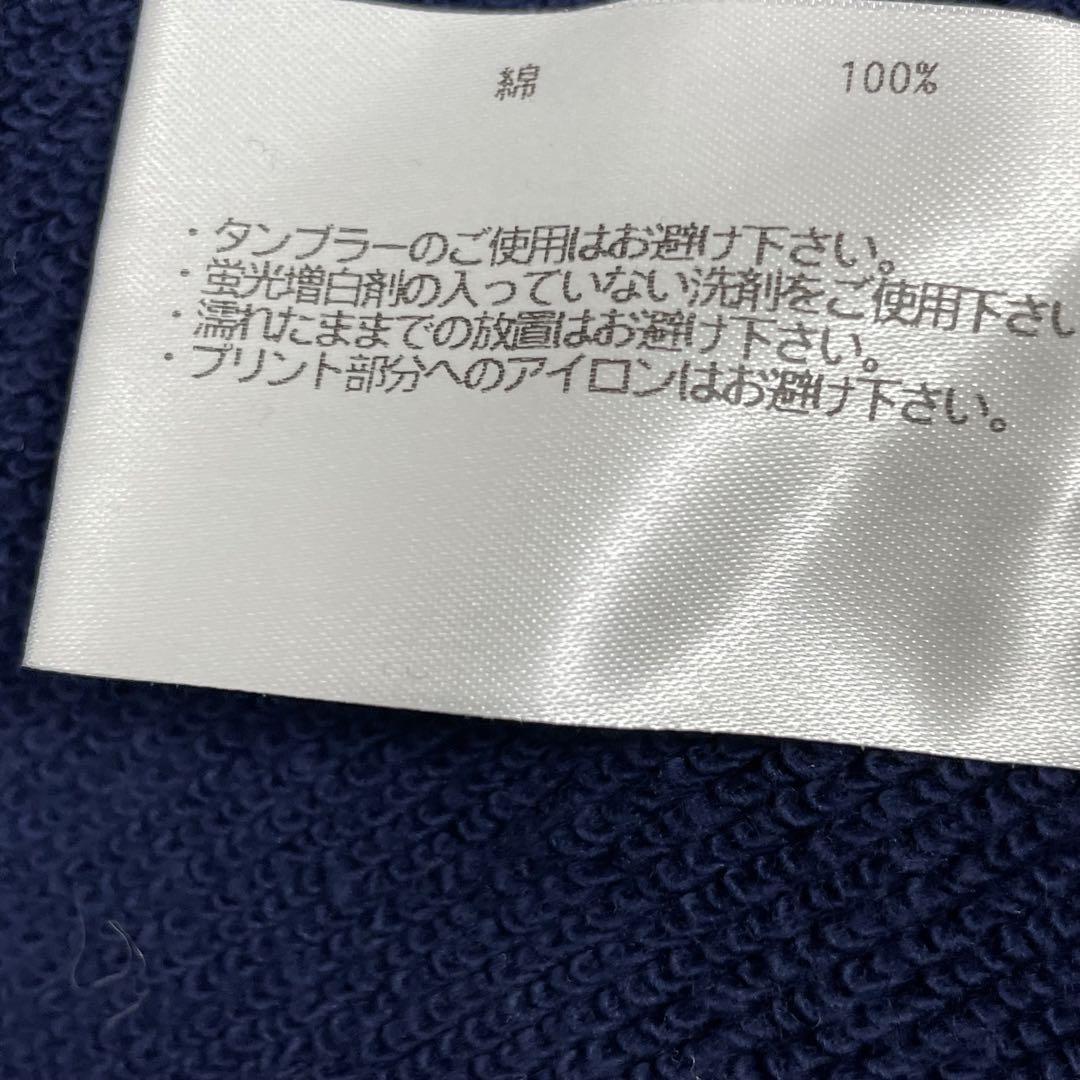 綿 100%
・タンブラーのご使用はお避け下さい。
・蛍光増白剤の入っていない洗剤をご使用下さい
・濡れたままでの放置はお避け下さい。
・プリント部分へのアイロンはお避け下さい。